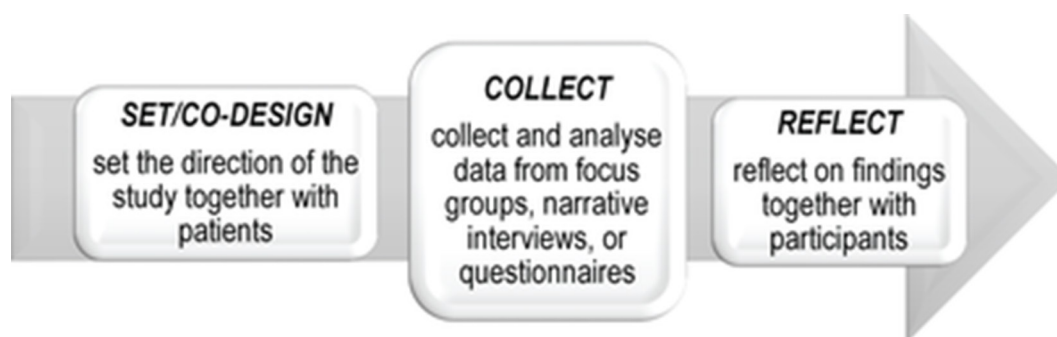 SET/CO-DESIGN
set the direction of the
study together with
patients
COLLECT
collect and analyse
data from focus
groups, narrative
interviews, or
questionnaires
REFLECT
reflect on findings
together with
participants